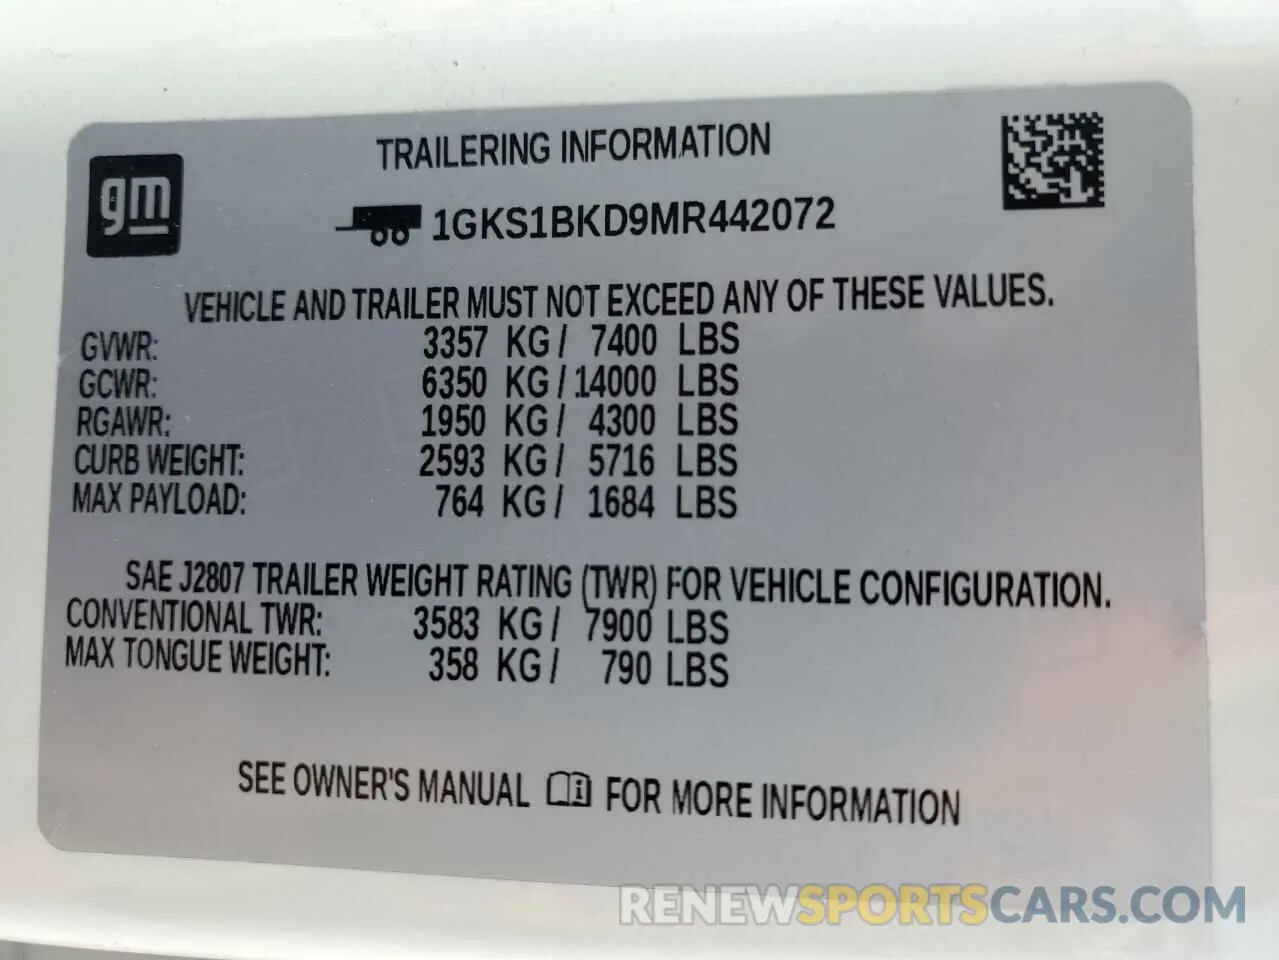 gm
TRAILERING INFORMATION
1GKS1BKD9MR442072
VEHICLE AND TRAILER MUST NOT EXCEED ANY OF THESE VALUES.
GVWR: 3357 KG/ 7400 LBS
GCWR: 6350 KG/14000 LBS
RGAWR: 1950 KG/ 4300 LBS
CURB WEIGHT: 2593 KG/ 5716 LBS
MAX PAYLOAD: 764 KG/ 1684 LBS
SAE J2807 TRAILER WEIGHT RATING (TWR) FOR VEHICLE CONFIGURATION.
CONVENTIONAL TWR: 3583 KG/ 7900 LBS
MAX TONGUE WEIGHT: 358 KG/ 790 LBS
SEE OWNER'S MANUAL i FOR MORE INFORMATION
RENEWSPORTSCARS.COM